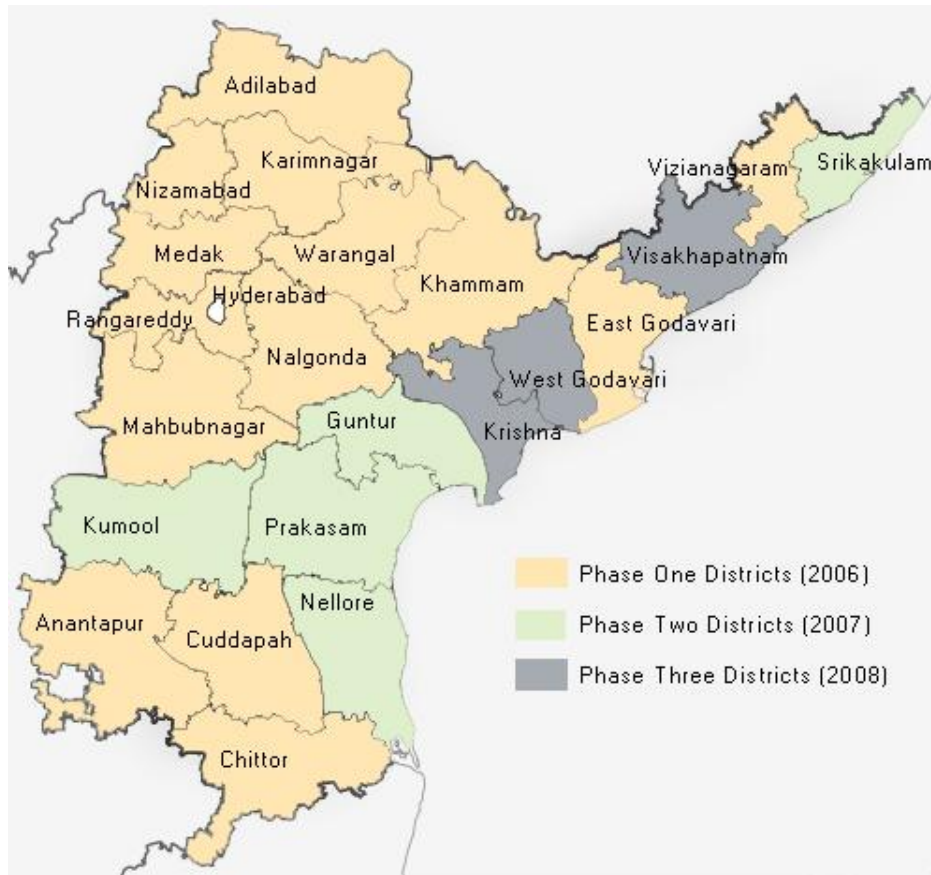 Adilabad
Karimnagar
Nizamabad
Vizianagaram
Srikakulam
Medak
Warangal
Visakhapatnam
Khammam
Hyderabad
Rangareddy
East Godavari
Nalgonda
West Godavari
Mahbubnagar
Guntur
Krishna
Kumool
Prakasam
Phase One Districts (2006)
Nellore
Anantapur
Phase Two Districts (2007)
Cuddapah
Phase Three Districts (2008)
Chittor